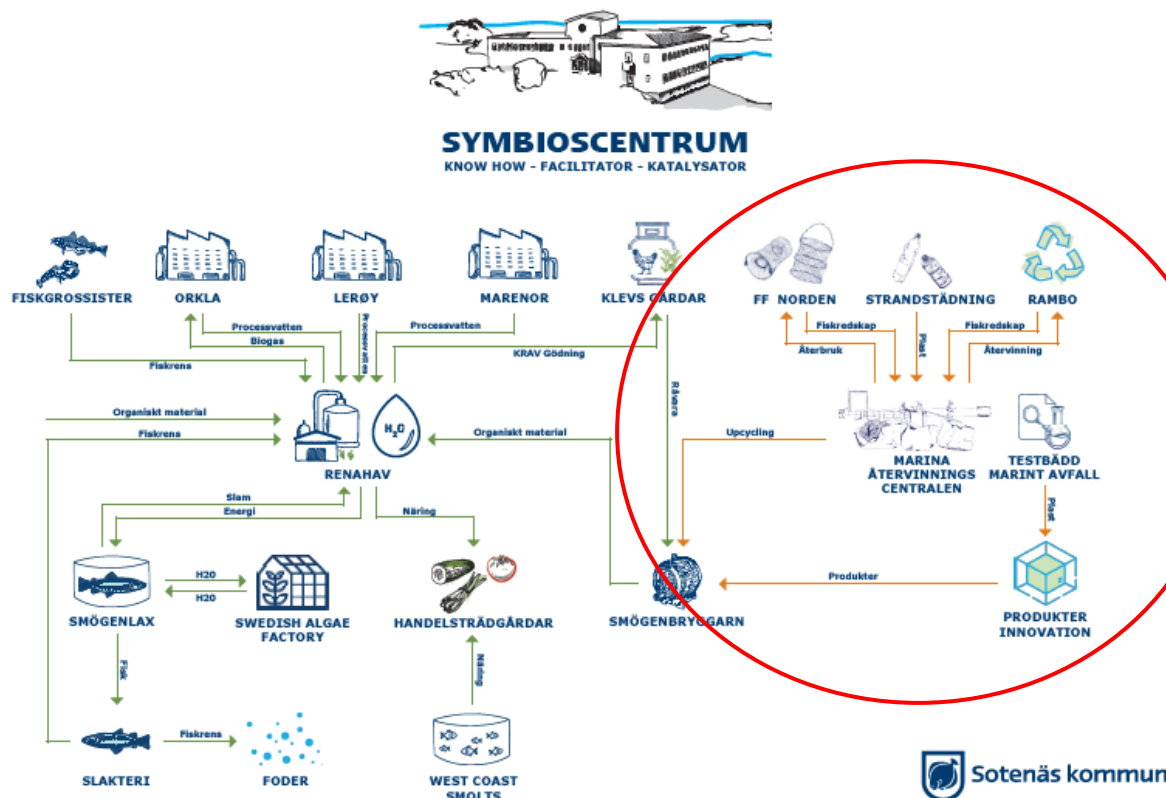 SYMBIOSCENTRUM
KNOW HOW - FACILITATOR - KATALYSATOR
FISKGROSSISTER
ORKLA
LERØY
MARENOR
KLEVS GÅRDAR
FF NORDEN
STRANDSTÄDNING
RAMBO
Processvatten
Biogas
Processvatten
Processvatten
KRAV Gödning
Fiskrens
Fiskredskap
Återbruk
Plast
Fiskredskap
Återvinning
Råvara
Organiskt material
Fiskrens
H2O
RENAHAV
Organiskt material
Upcycling
MARINA
ÅTERVINNINGS
CENTRALEN
TESTBÄDD
MARINT AVFALL
Slam
Energi
Näring
Plast
SMÖGENLAX
H20
H20
SWEDISH ALGAE
FACTORY
HANDELSTRÄDGÅRDAR
SMÖGENBRYGGARN
Produkter
PRODUKTER
INNOVATION
Fisk
Näring
SLAKTERI
Fiskrens
FODER
WEST COAST
SMOLTS
Sotenäs kommun